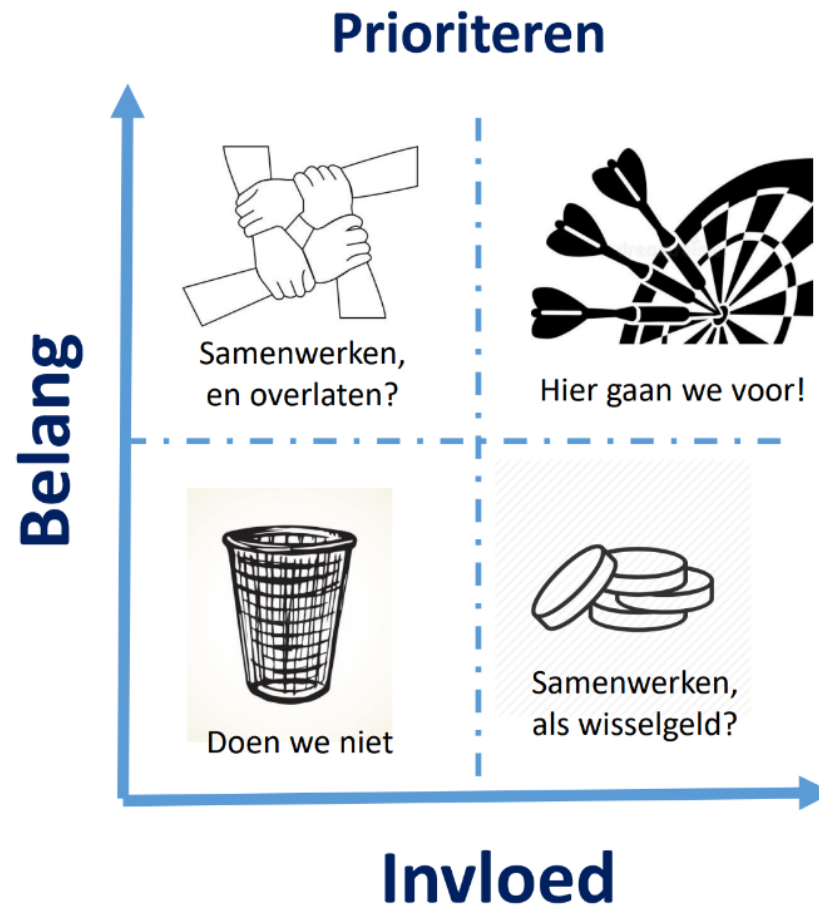 Prioriteren
Belang
Samenwerken,
en overlaten?
Hier gaan we voor!
Doen we niet
Samenwerken,
als wisselgeld?
Invloed